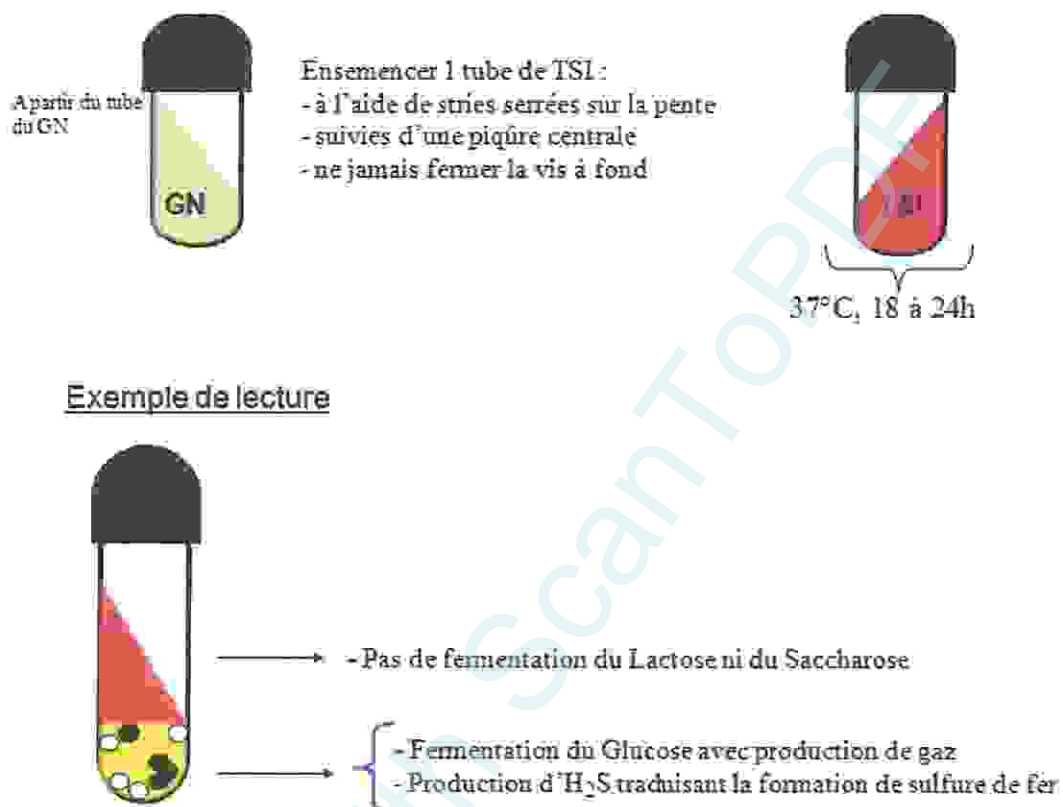 A partir du tube
du GN
GN
Ensemencer 1 tube de TSI :
- à l'aide de stries serrées sur la pente
- suivies d'une piqûre centrale
- ne jamais fermer la vis à fond
37°C, 18 à 24h
Exemple de lecture
- Pas de fermentation du Lactose ni du Saccharose
- Fermentation du Glucose avec production de gaz
- Production d'H₂S traduisant la formation de sulfure de fer
ScanToPDF